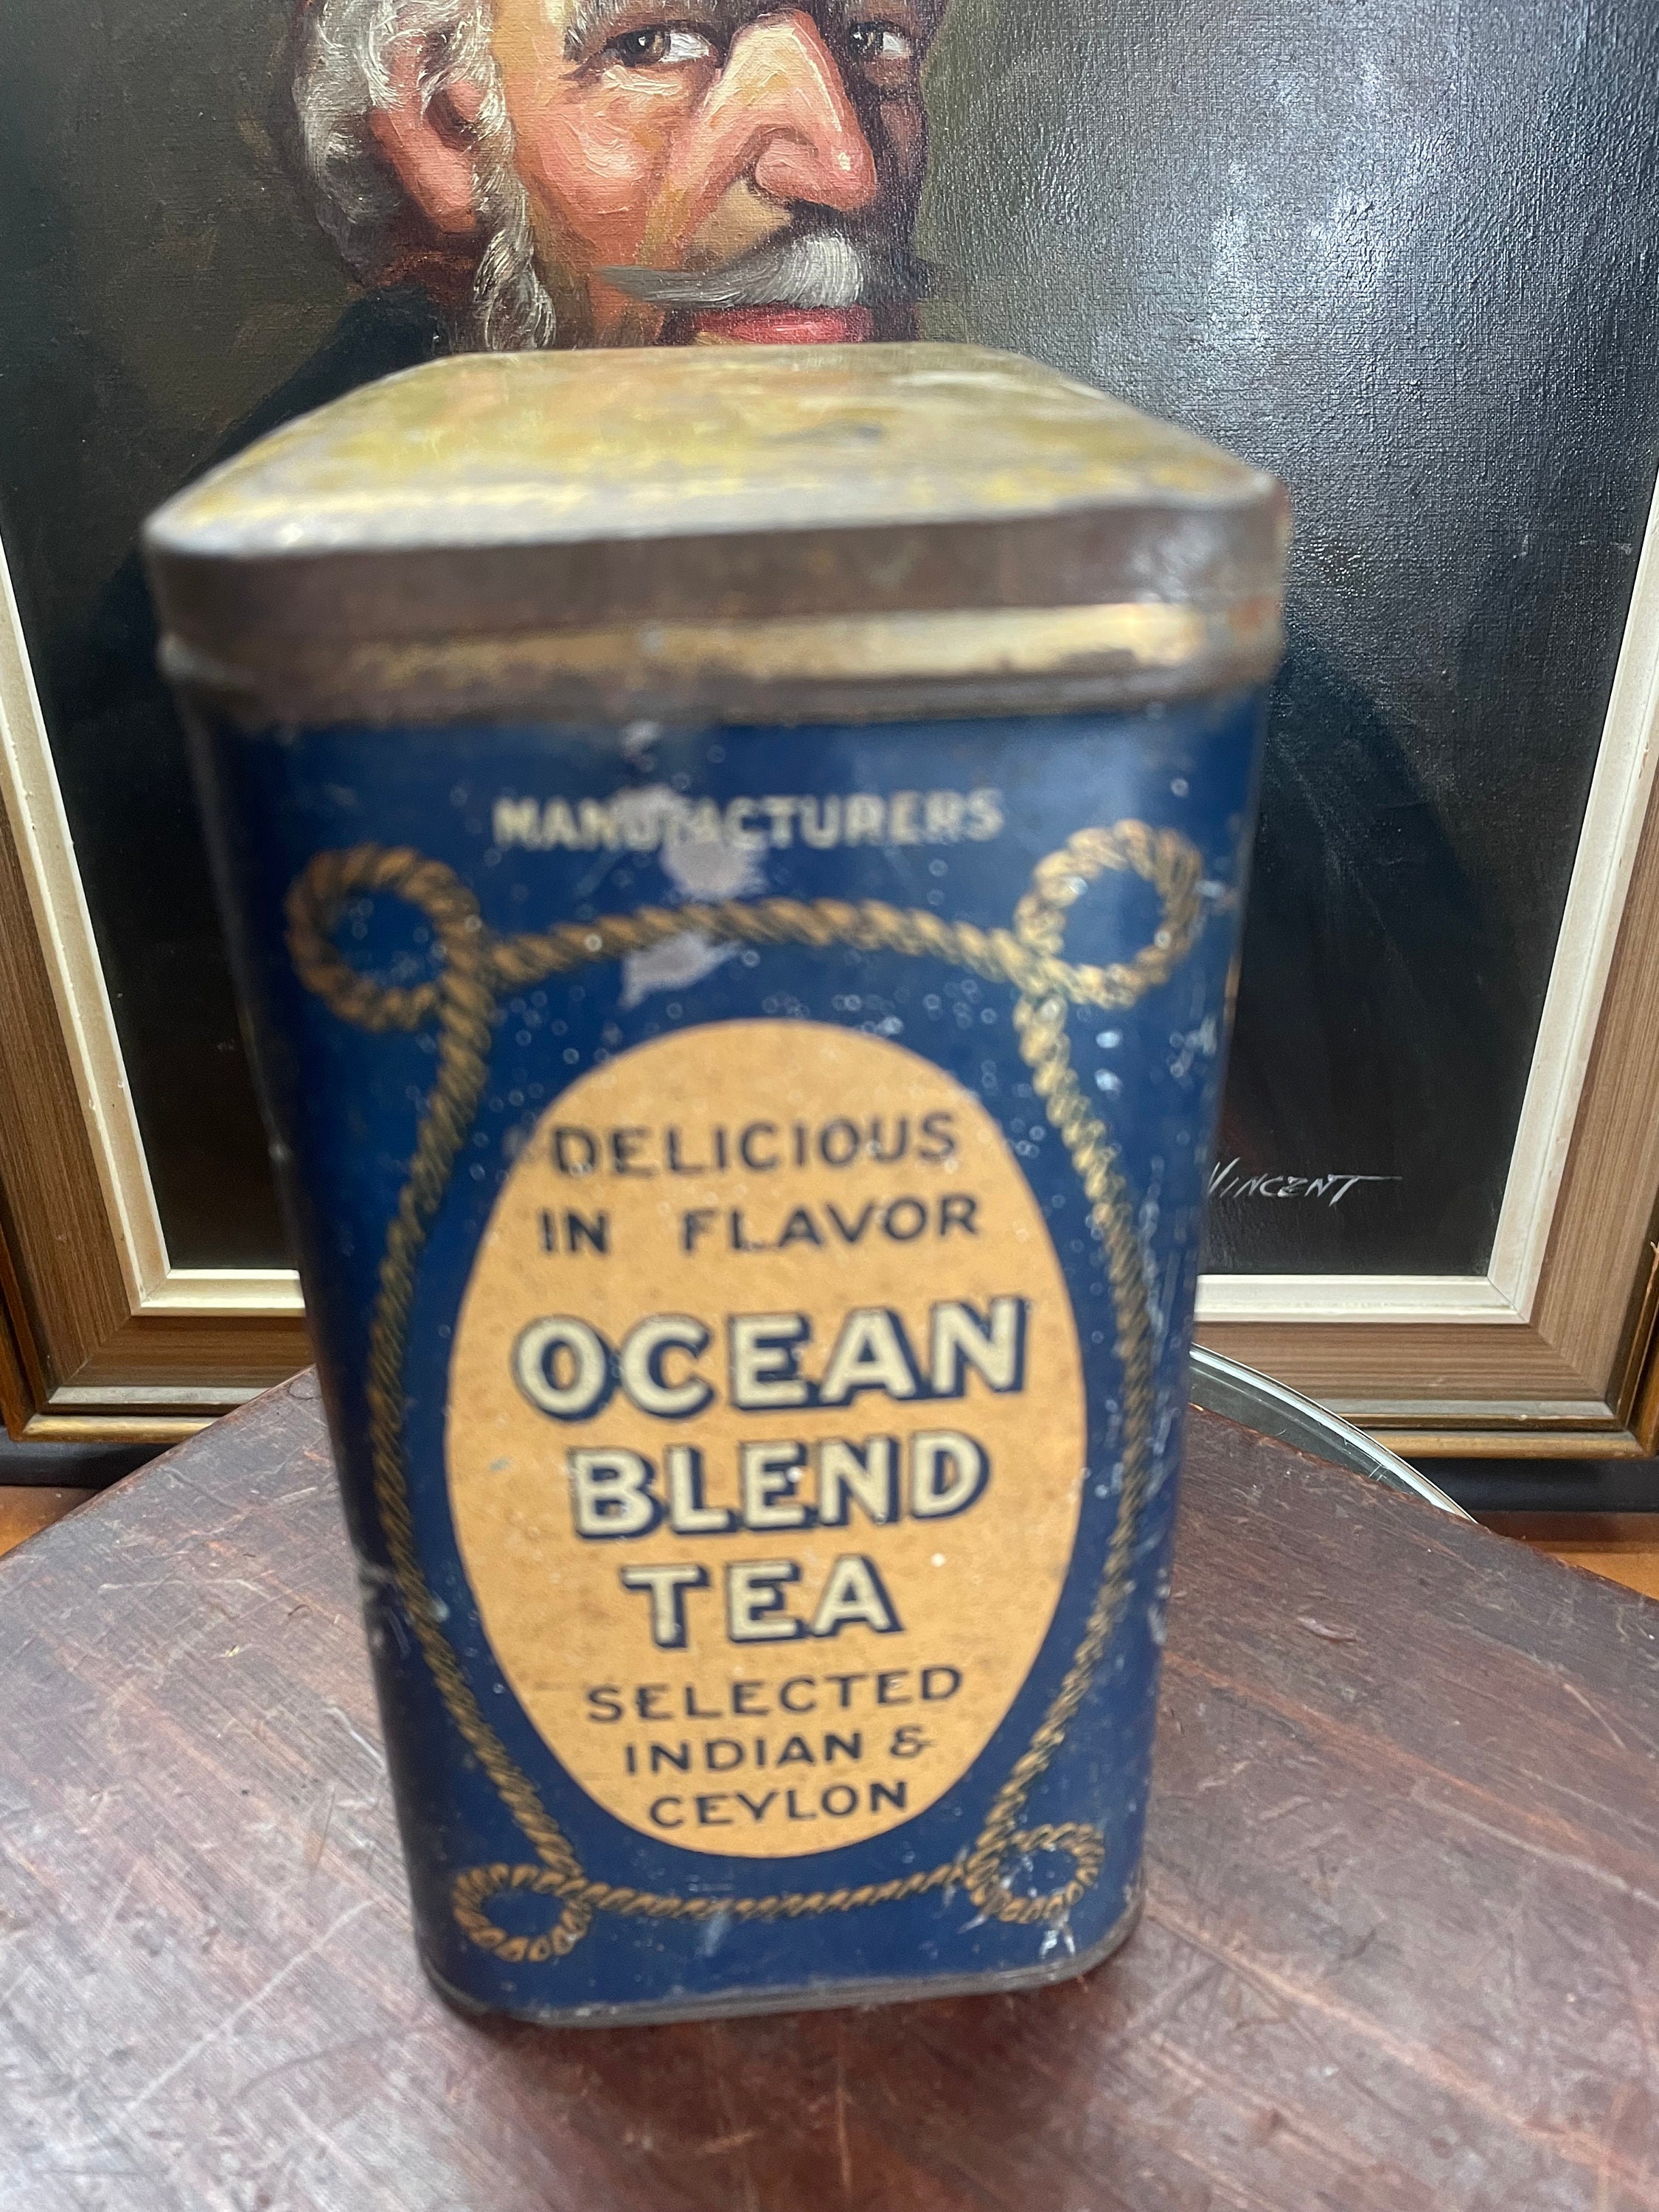 MANUFACTURERS
DELICIOUS
IN FLAVOR
OCEAN
BLEND
TEA
SELECTED
INDIAN &
CEYLON
VINCENT